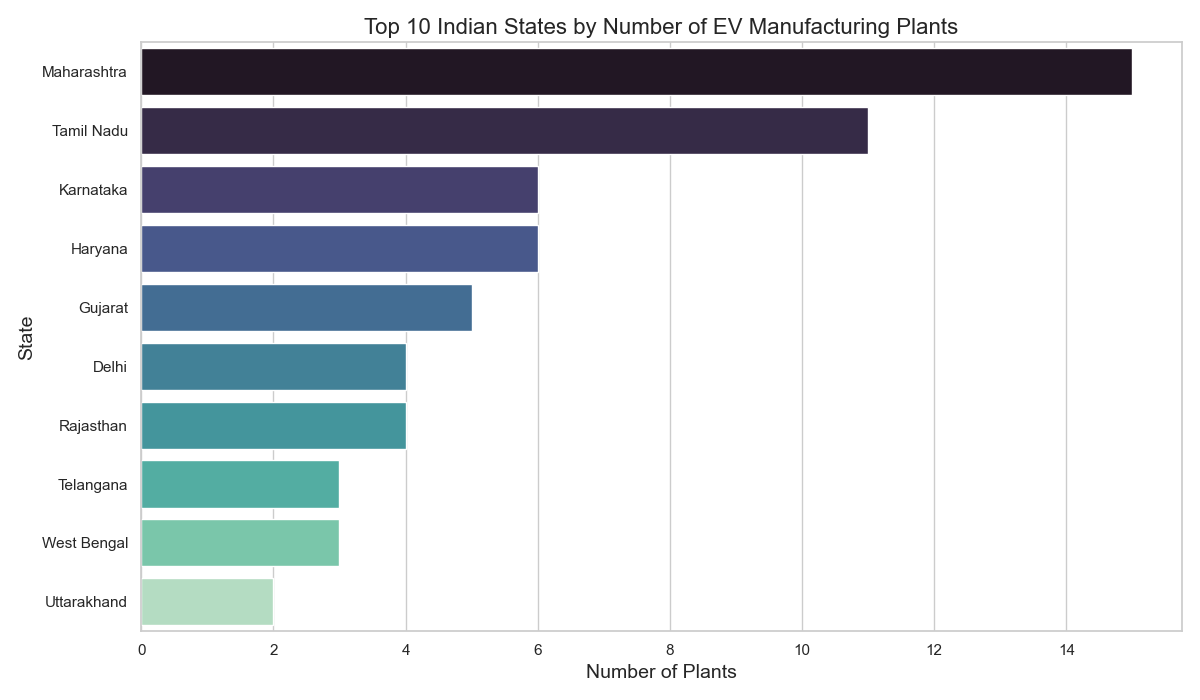 Top 10 Indian States by Number of EV Manufacturing Plants
State
Maharashtra
Tamil Nadu
Karnataka
Haryana
Gujarat
Delhi
Rajasthan
Telangana
West Bengal
Uttarakhand
0 2 4 6 8 10 12 14
Number of Plants